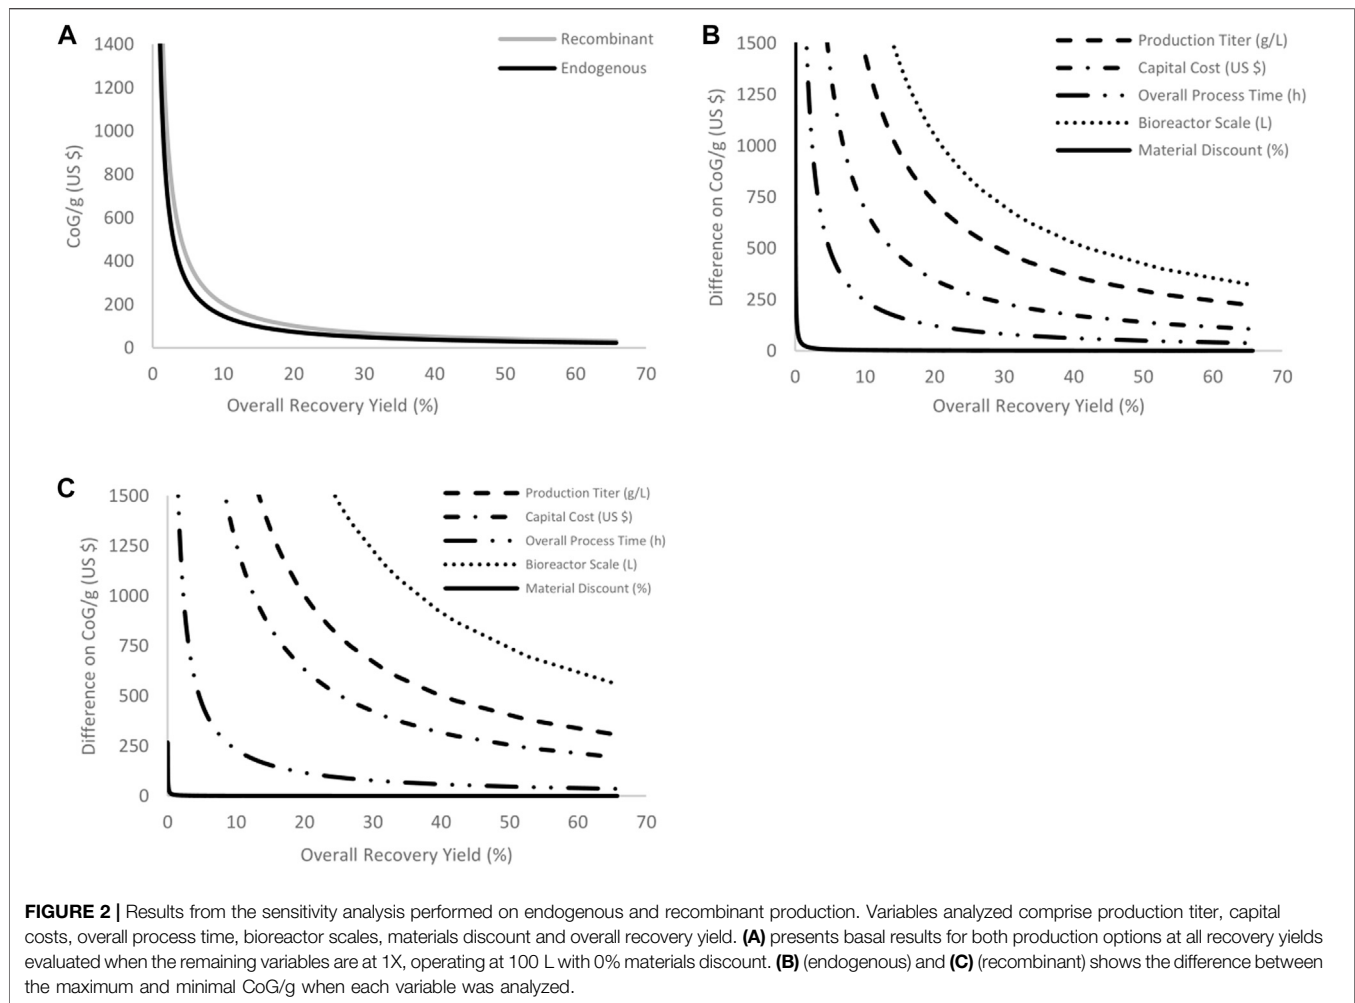 A
1400
1200
1000
800
600
400
200
0
CoG/g (US $)
0 10 20 30 40 50 60 70
Overall Recovery Yield (%)
Recombinant
Endogenous
B
1500
1250
1000
750
500
250
0
Difference on CoG/g (US $)
0 10 20 30 40 50 60 70
Overall Recovery Yield (%)
Production Titer (g/L)
Capital Cost (US $)
Overall Process Time (h)
Bioreactor Scale (L)
Material Discount (%)
C
1500
1250
1000
750
500
250
0
Difference on CoG/g (US $)
0 10 20 30 40 50 60 70
Overall Recovery Yield (%)
Production Titer (g/L)
Capital Cost (US $)
Overall Process Time (h)
Bioreactor Scale (L)
Material Discount (%)
FIGURE 2 | Results from the sensitivity analysis performed on endogenous and recombinant production. Variables analyzed comprise production titer, capital
costs, overall process time, bioreactor scales, materials discount and overall recovery yield. (A) presents basal results for both production options at all recovery yields
evaluated when the remaining variables are at 1X, operating at 100 L with 0% materials discount. (B) (endogenous) and (C) (recombinant) shows the difference between
the maximum and minimal CoG/g when each variable was analyzed.